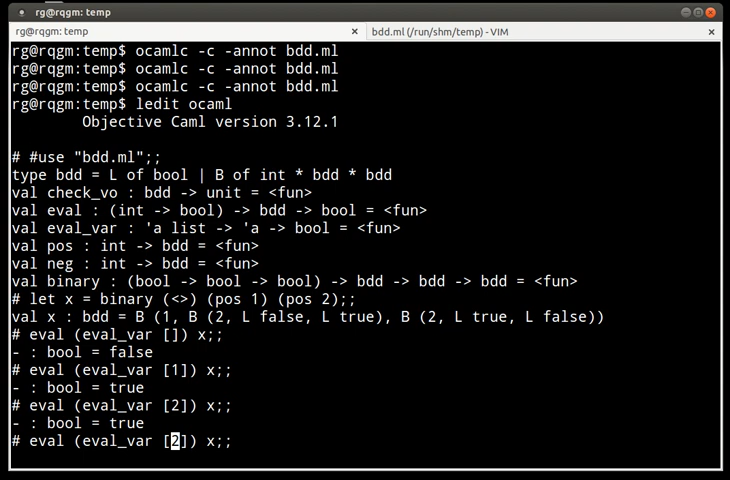 rg@rqgm: temp
rg@rqgm: temp
bdd.ml (/run/shm/temp) - VIM
rg@rqgm:temp$ ocamlc -c -annot bdd.ml
rg@rqgm:temp$ ocamlc -c -annot bdd.ml
rg@rqgm:temp$ ocamlc -c -annot bdd.ml
rg@rqgm:temp$ ledit ocaml
Objective Caml version 3.12.1
# #use "bdd.ml";;
type bdd = L of bool | B of int * bdd * bdd
val check_vo : bdd -> unit = <fun>
val eval : (int -> bool) -> bdd -> bool = <fun>
val eval_var : 'a list -> 'a -> bool = <fun>
val pos : int -> bdd = <fun>
val neg : int -> bdd = <fun>
val binary : (bool -> bool -> bool) -> bdd -> bdd -> bdd = <fun>
# let x = binary (<>) (pos 1) (pos 2);;
val x : bdd = B (1, B (2, L false, L true), B (2, L true, L false))
# eval (eval_var []) x;;
- : bool = false
# eval (eval_var [1]) x;;
- : bool = true
# eval (eval_var [2]) x;;
- : bool = true
# eval (eval_var [2]) x;;